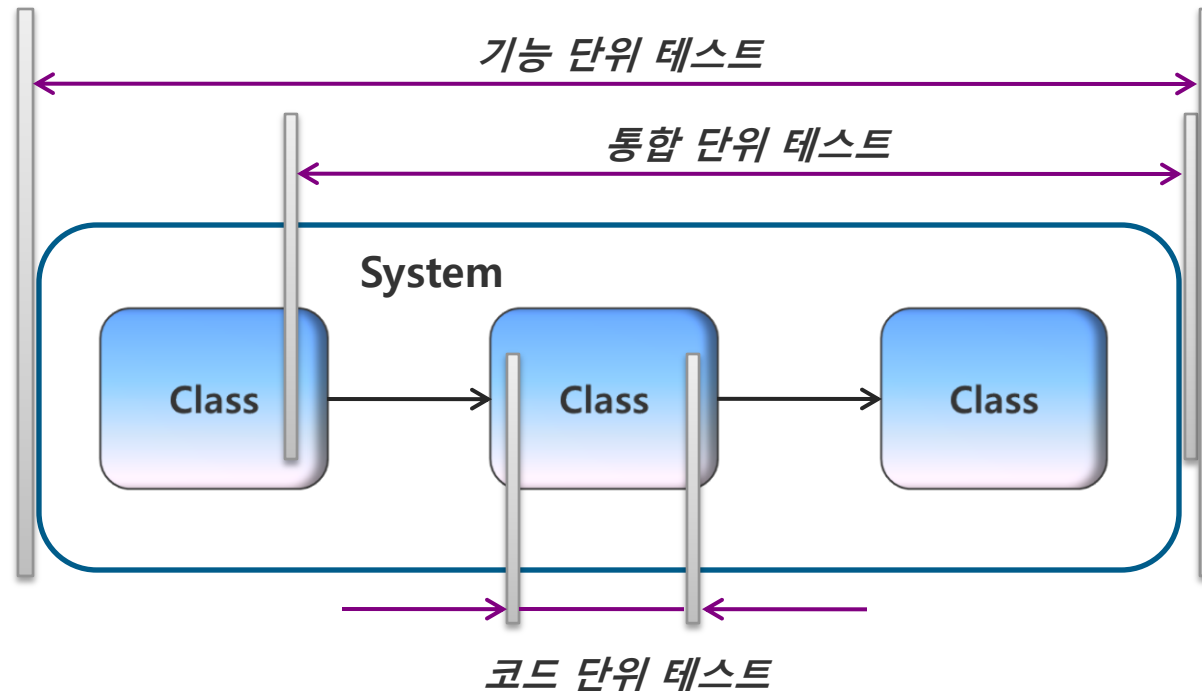 기능 단위 테스트
통합 단위 테스트
System
Class
Class
Class
코드 단위 테스트